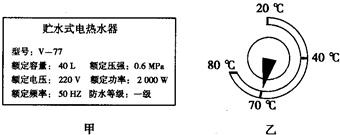 贮水式电热水器
型号：V—77
额定容量：40 L 额定压强：0.6 MPa
额定电压：220 V 额定功率：2 000 W
额定频率：50 HZ 防水等级：一级
甲
20 ℃
40 ℃
80 ℃
70 ℃
乙